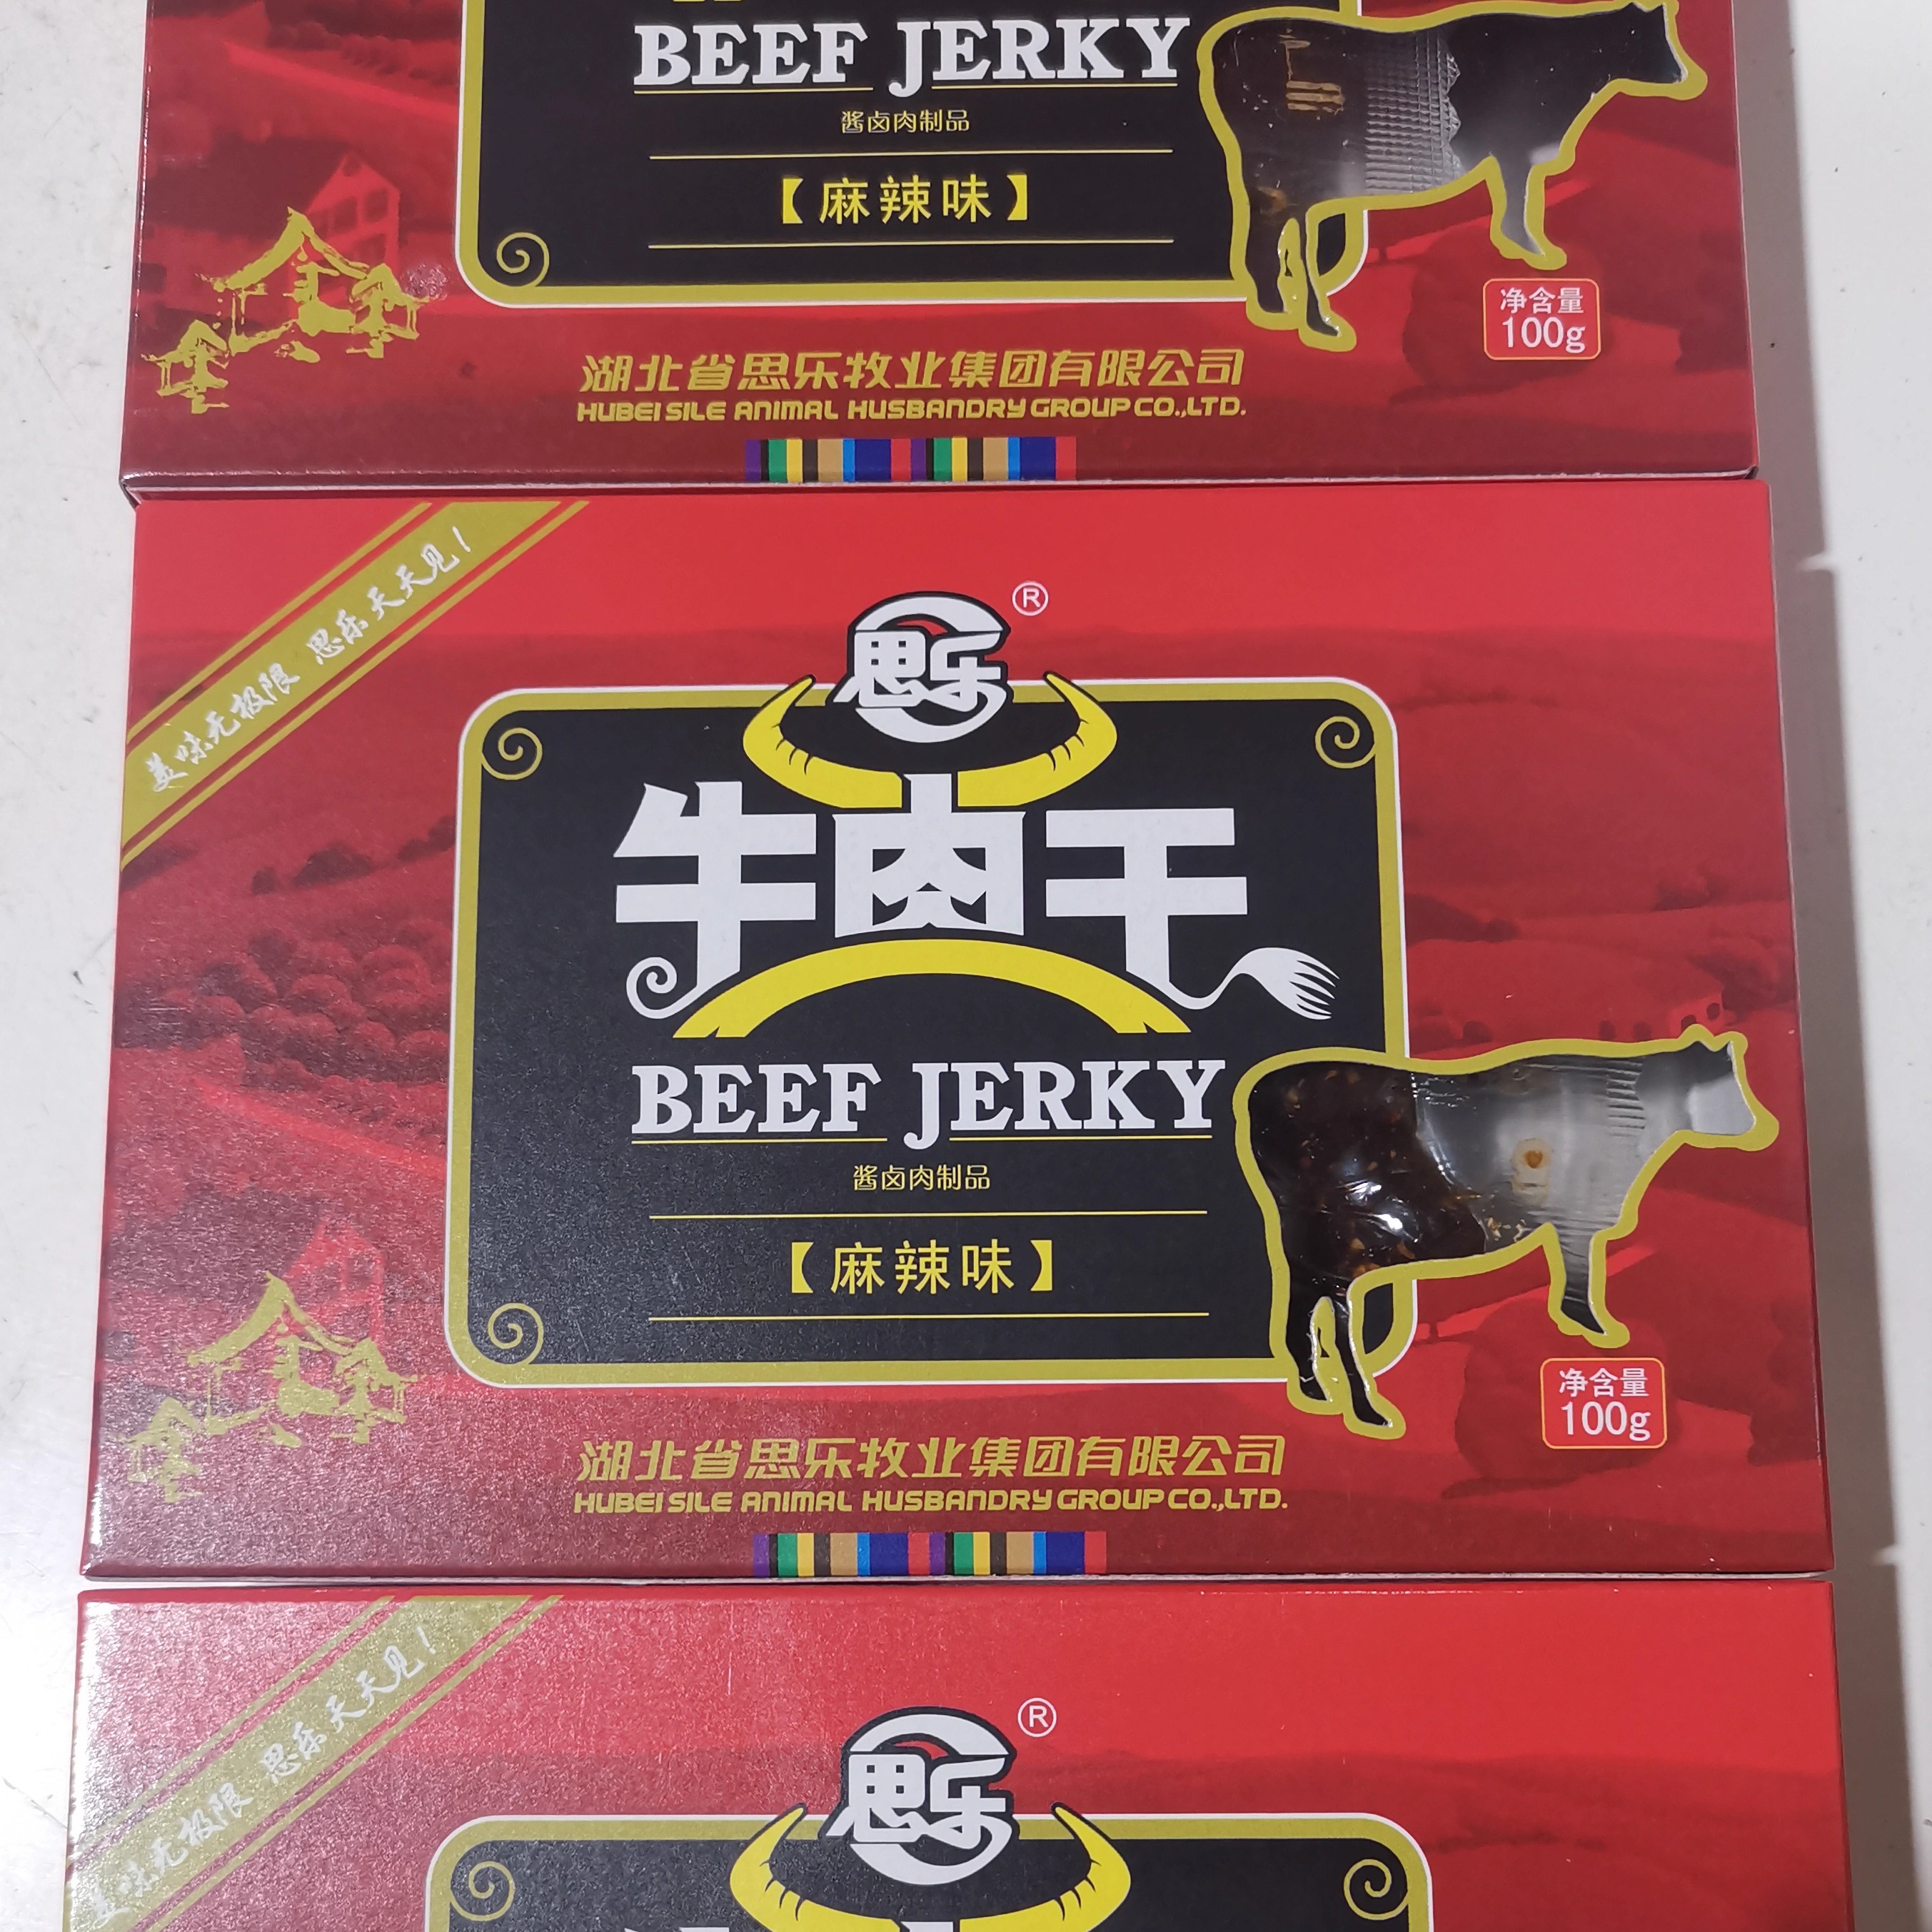 BEEF JERKY
酱卤肉制品
【麻辣味】
净含量
100g
湖北省思乐牧业集团有限公司
HUBEI SILE ANIMAL HUSBANDRY GROUP CO.,LTD.
美味无极限 思乐天天见!
思乐®
牛肉干
BEEF JERKY
酱卤肉制品
【麻辣味】
净含量
100g
湖北省思乐牧业集团有限公司
HUBEI SILE ANIMAL HUSBANDRY GROUP CO.,LTD.
美味无极限 思乐天天见!
思乐®